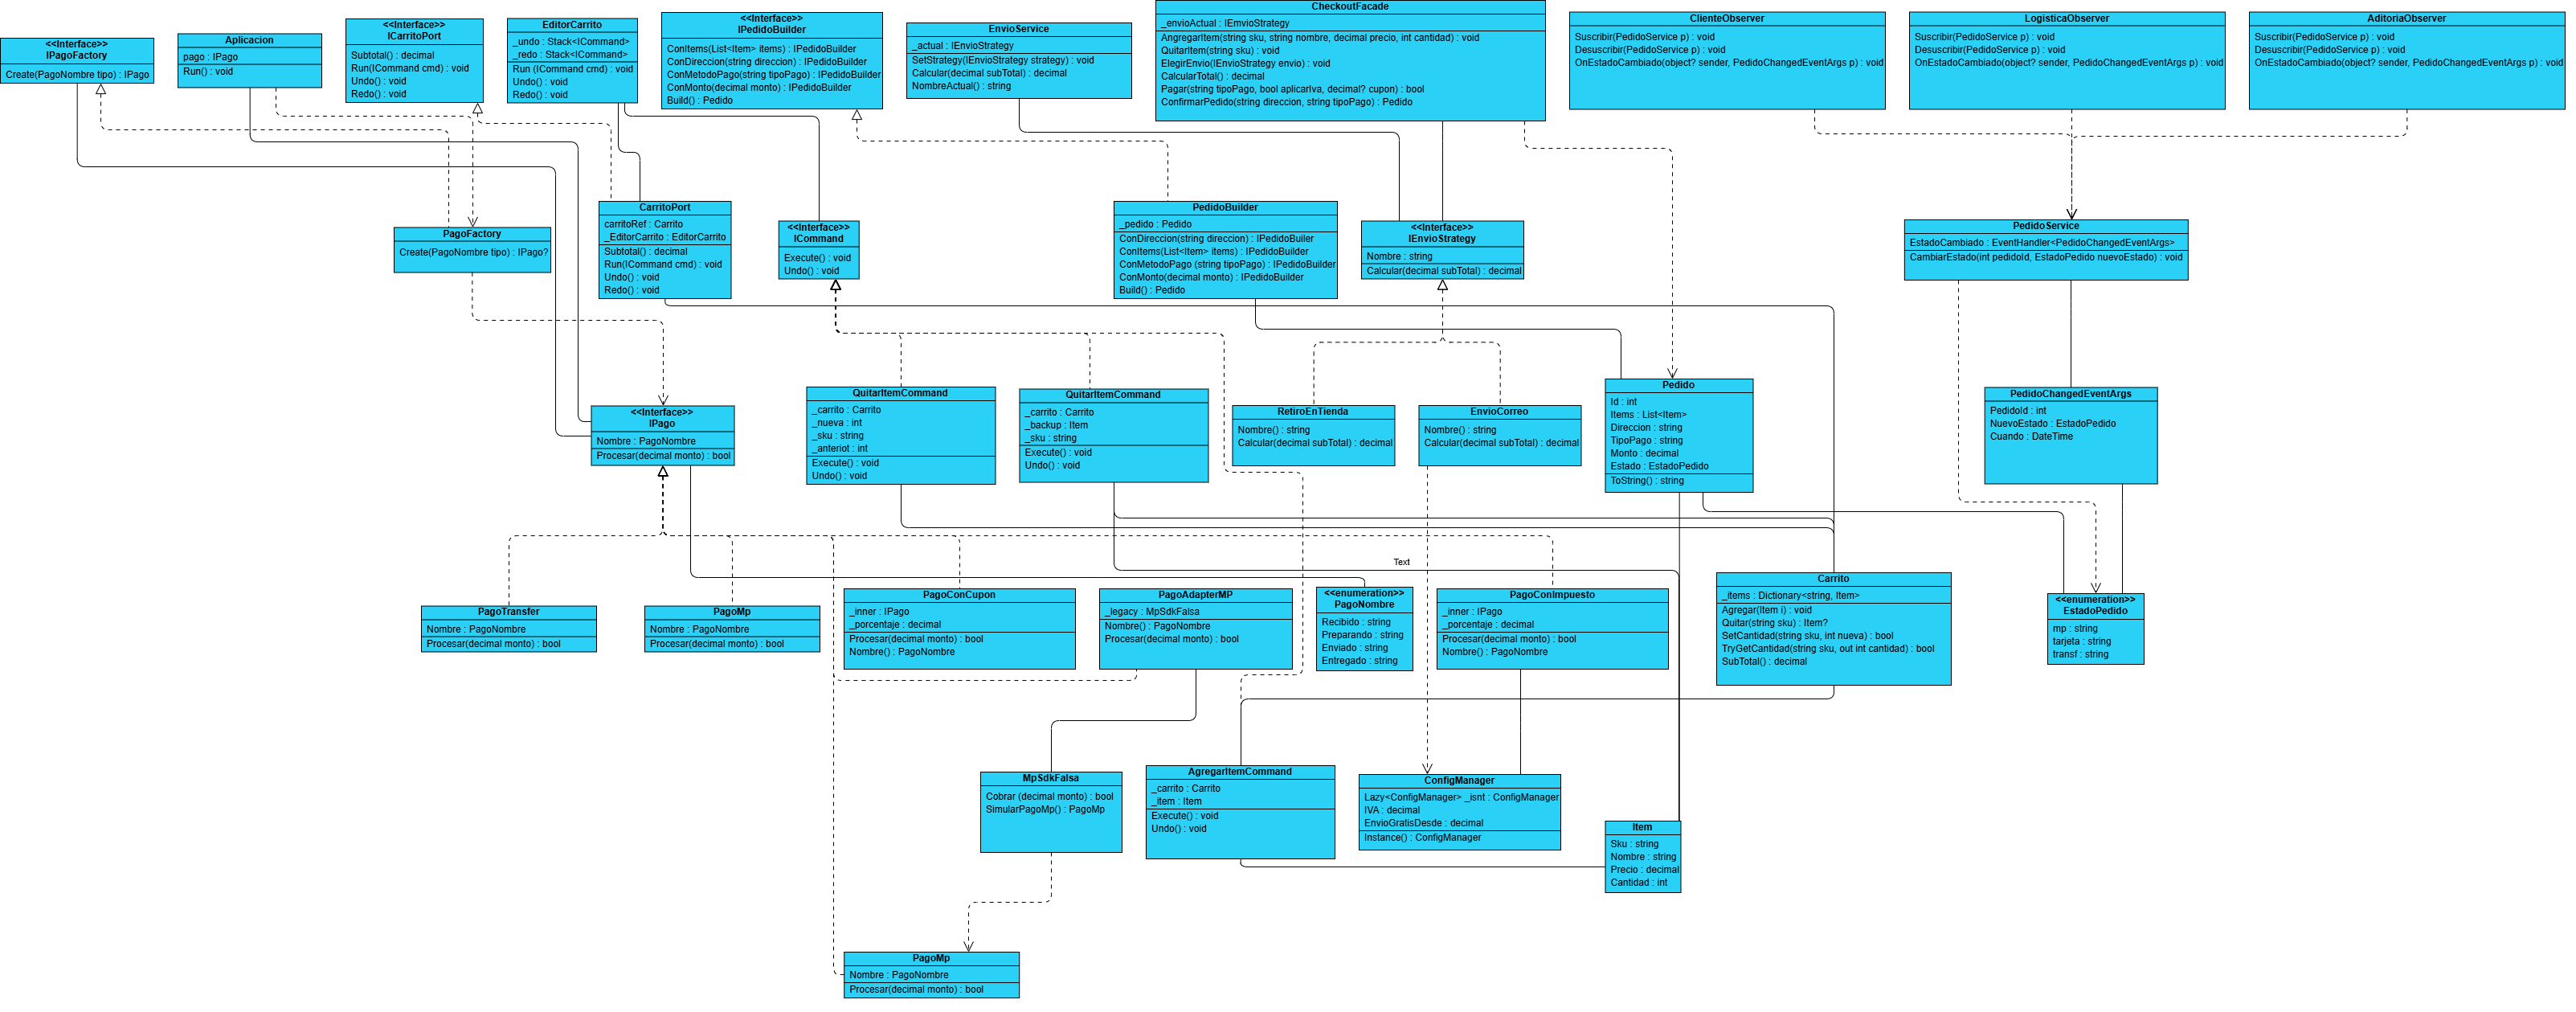 <<Interface>>
IPagoFactory
Create(PagoNombre tipo) : IPago
Aplicacion
pago : IPago
Run() : void
<<Interface>>
ICarritoPort
Subtotal() : decimal
Run(ICommand cmd) : void
Undo() : void
Redo() : void
EditorCarrito
_undo : Stack<ICommand>
_redo : Stack<ICommand>
Run (ICommand cmd) : void
Undo() : void
Redo() : void
<<Interface>>
IPedidoBuilder
ConItems(List<Item> items) : IPedidoBuilder
ConDireccion(string direccion) : IPedidoBuilder
ConMetodoPago(string tipoPago) : IPedidoBuilder
ConMonto(decimal monto) : IPedidoBuilder
Build() : Pedido
EnvioService
_actual : IEnvioStrategy
SetStrategy(IEnvioStrategy strategy) : void
Calcular(decimal subTotal) : decimal
NombreActual() : string
CheckoutFacade
_envioActual : IEmvioStrategy
AngregarItem(string sku, string nombre, decimal precio, int cantidad) : void
QuitarItem(string sku) : void
ElegirEnvio(IEnvioStrategy envio) : void
CalcularTotal() : decimal
Pagar(string tipoPago, bool aplicarIva, decimal? cupon) : bool
ConfirmarPedido(string direccion, string tipoPago) : Pedido
ClienteObserver
Suscribir(PedidoService p) : void
Desuscribir(PedidoService p) : void
OnEstadoCambiado(object? sender, PedidoChangedEventArgs p) : void
LogisticaObserver
Suscribir(PedidoService p) : void
Desuscribir(PedidoService p) : void
OnEstadoCambiado(object? sender, PedidoChangedEventArgs p) : void
AditoriaObserver
Suscribir(PedidoService p) : void
Desuscribir(PedidoService p) : void
OnEstadoCambiado(object? sender, PedidoChangedEventArgs p) : void
PagoFactory
Create(PagoNombre tipo) : IPago?
CarritoPort
carritoRef : Carrito
_EditorCarrito : EditorCarrito
Subtotal() : decimal
Run(ICommand cmd) : void
Undo() : void
Redo() : void
<<Interface>>
ICommand
Execute() : void
Undo() : void
PedidoBuilder
_pedido : Pedido
ConDireccion(string direccion) : IPedidoBuiler
ConItems(List<Item> items) : IPedidoBuilder
ConMetodoPago (string tipoPago) : IPedidoBuilder
ConMonto(decimal monto) : IPedidoBuilder
Build() : Pedido
<<Interface>>
IEnvioStrategy
Nombre : string
Calcular(decimal subTotal) : decimal
PedidoService
EstadoCambiado : EventHandler<PedidoChangedEventArgs>
CambiarEstado(int pedidoId, EstadoPedido nuevoEstado) : void
<<Interface>>
IPago
Nombre : PagoNombre
Procesar(decimal monto) : bool
QuitarItemCommand
_carrito : Carrito
_nueva : int
_sku : string
_anteriot : int
Execute() : void
Undo() : void
QuitarItemCommand
_carrito : Carrito
_backup : Item
_sku : string
Execute() : void
Undo() : void
RetiroEnTienda
Nombre() : string
Calcular(decimal subTotal) : decimal
EnvioCorreo
Nombre() : string
Calcular(decimal subTotal) : decimal
Pedido
Id : int
Items : List<Item>
Direccion : string
TipoPago : string
Monto : decimal
Estado : EstadoPedido
ToString() : string
PedidoChangedEventArgs
PedidoId : int
NuevoEstado : EstadoPedido
Cuando : DateTime
Text
PagoTransfer
Nombre : PagoNombre
Procesar(decimal monto) : bool
PagoMp
Nombre : PagoNombre
Procesar(decimal monto) : bool
PagoConCupon
_inner : IPago
_porcentaje : decimal
Procesar(decimal monto) : bool
Nombre() : PagoNombre
PagoAdapterMP
_legacy : MpSdkFalsa
Nombre() : PagoNombre
Procesar(decimal monto) : bool
<<enumeration>>
PagoNombre
Recibido : string
Preparando : string
Enviado : string
Entregado : string
PagoConImpuesto
_inner : IPago
_porcentaje : decimal
Procesar(decimal monto) : bool
Nombre() : PagoNombre
Carrito
_items : Dictionary<string, Item>
Agregar(Item i) : void
Quitar(string sku) : Item?
SetCantidad(string sku, int nueva) : bool
TryGetCantidad(string sku, out int cantidad) : bool
SubTotal() : decimal
<<enumeration>>
EstadoPedido
mp : string
tarjeta : string
transf : string
MpSdkFalsa
Cobrar (decimal monto) : bool
SimularPagoMp() : PagoMp
AgregarItemCommand
_carrito : Carrito
_item : Item
Execute() : void
Undo() : void
ConfigManager
Lazy<ConfigManager> _isnt : ConfigManager
IVA : decimal
EnvioGratisDesde : decimal
Instance() : ConfigManager
Item
Sku : string
Nombre : string
Precio : decimal
Cantidad : int
PagoMp
Nombre : PagoNombre
Procesar(decimal monto) : bool